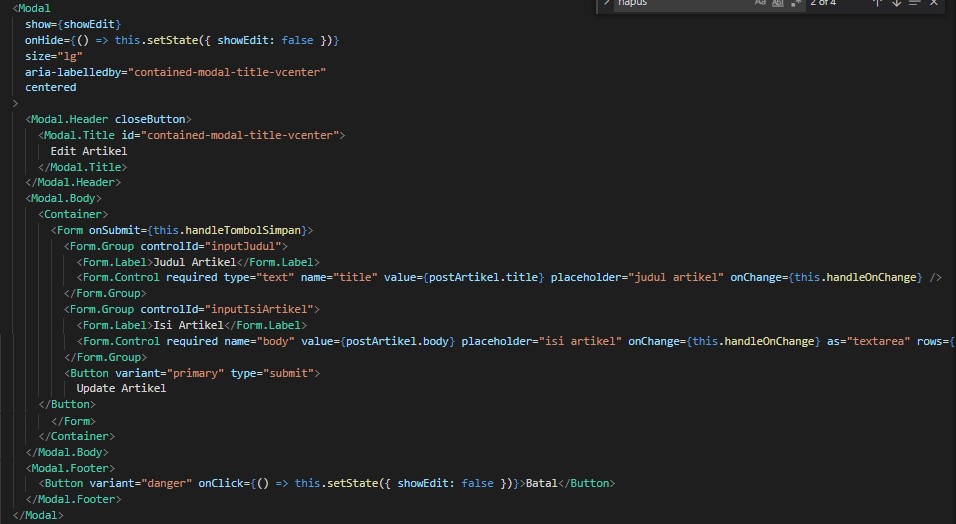 <Modal
hapus
Aa Ab .*
2 of 4
show={showEdit}
onHide={() => this.setState({ showEdit: false })}
size="lg"
aria-labelledby="contained-modal-title-vcenter"
centered
>
<Modal.Header closeButton>
<Modal.Title id="contained-modal-title-vcenter">
Edit Artikel
</Modal.Title>
</Modal.Header>
<Modal.Body>
<Container>
<Form onSubmit={this.handleTombolSimpan}>
<Form.Group controlId="inputJudul">
<Form.Label>Judul Artikel</Form.Label>
<Form.Control required type="text" name="title" value={postArtikel.title} placeholder="judul artikel" onChange={this.handleOnChange} />
</Form.Group>
<Form.Group controlId="inputIsiArtikel">
<Form.Label>Isi Artikel</Form.Label>
<Form.Control required name="body" value={postArtikel.body} placeholder="isi artikel" onChange={this.handleOnChange} as="textarea" rows={
</Form.Group>
<Button variant="primary" type="submit">
Update Artikel
</Button>
</Form>
</Container>
</Modal.Body>
<Modal.Footer>
<Button variant="danger" onClick={() => this.setState({ showEdit: false })}>Batal</Button>
</Modal.Footer>
</Modal>